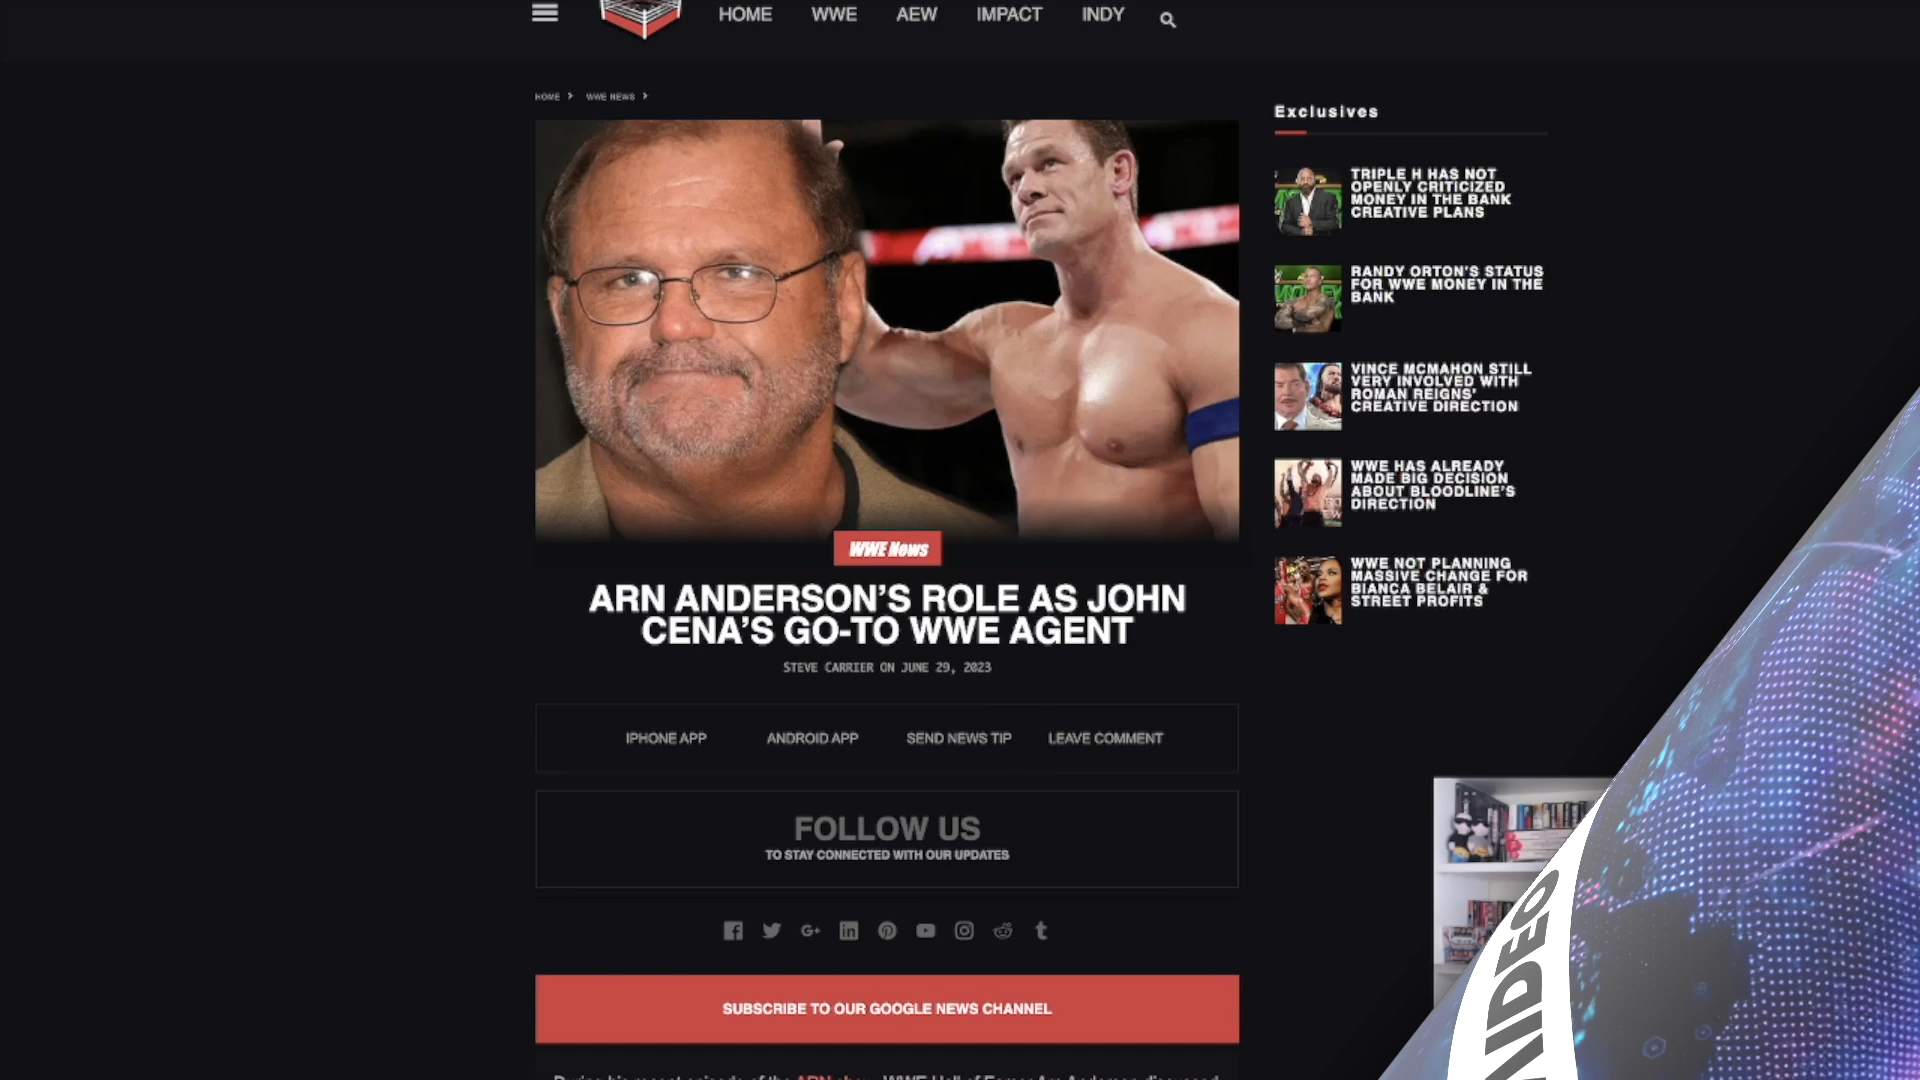 HOME
WWE
AEW
IMPACT
INDY
HOME
WWE NEWS
Exclusives
TRIPLE H HAS NOT
OPENLY CRITICIZED
MONEY IN THE BANK
CREATIVE PLANS
RANDY ORTON'S STATUS
FOR WWE MONEY IN THE
BANK
VINCE MCMAHON STILL
VERY INVOLVED WITH
ROMAN REIGNS'
CREATIVE DIRECTION
WWE HAS ALREADY
MADE BIG DECISION
ABOUT BLOODLINE'S
DIRECTION
WWE NOT PLANNING
MASSIVE CHANGE FOR
BIANCA BELAIR &
STREET PROFITS
WWE News
ARN ANDERSON'S ROLE AS JOHN
CENA'S GO-TO WWE AGENT
STEVE CARRIER ON JUNE 29, 2023
IPHONE APP
ANDROID APP
SEND NEWS TIP
LEAVE COMMENT
FOLLOW US
TO STAY CONNECTED WITH OUR UPDATES
SUBSCRIBE TO OUR GOOGLE NEWS CHANNEL